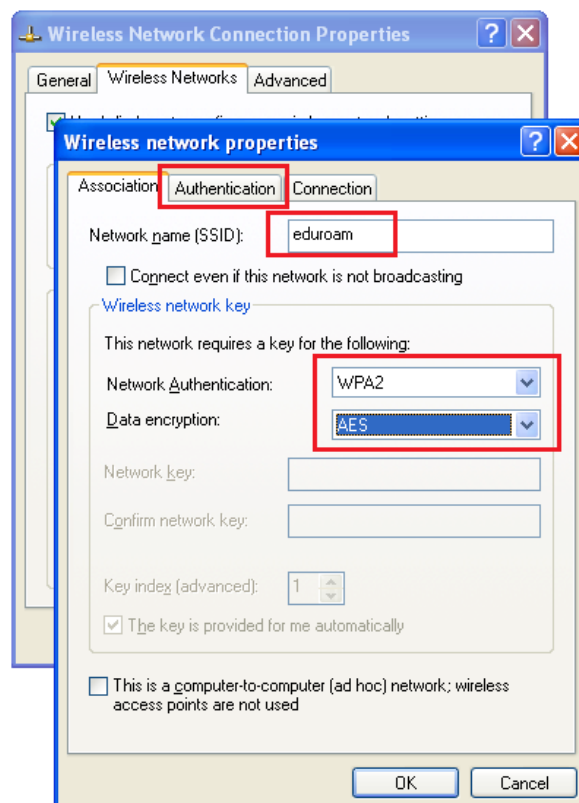 Wireless Network Connection Properties
General Wireless Networks Advanced
Wireless network properties
Association Authentication Connection
Network name (SSID): eduroam
Connect even if this network is not broadcasting
Wireless network key
This network requires a key for the following:
Network Authentication: WPA2
Data encryption: AES
Network key:
Confirm network key:
Key index (advanced): 1
The key is provided for me automatically
This is a computer-to-computer (ad hoc) network; wireless
access points are not used
OK Cancel